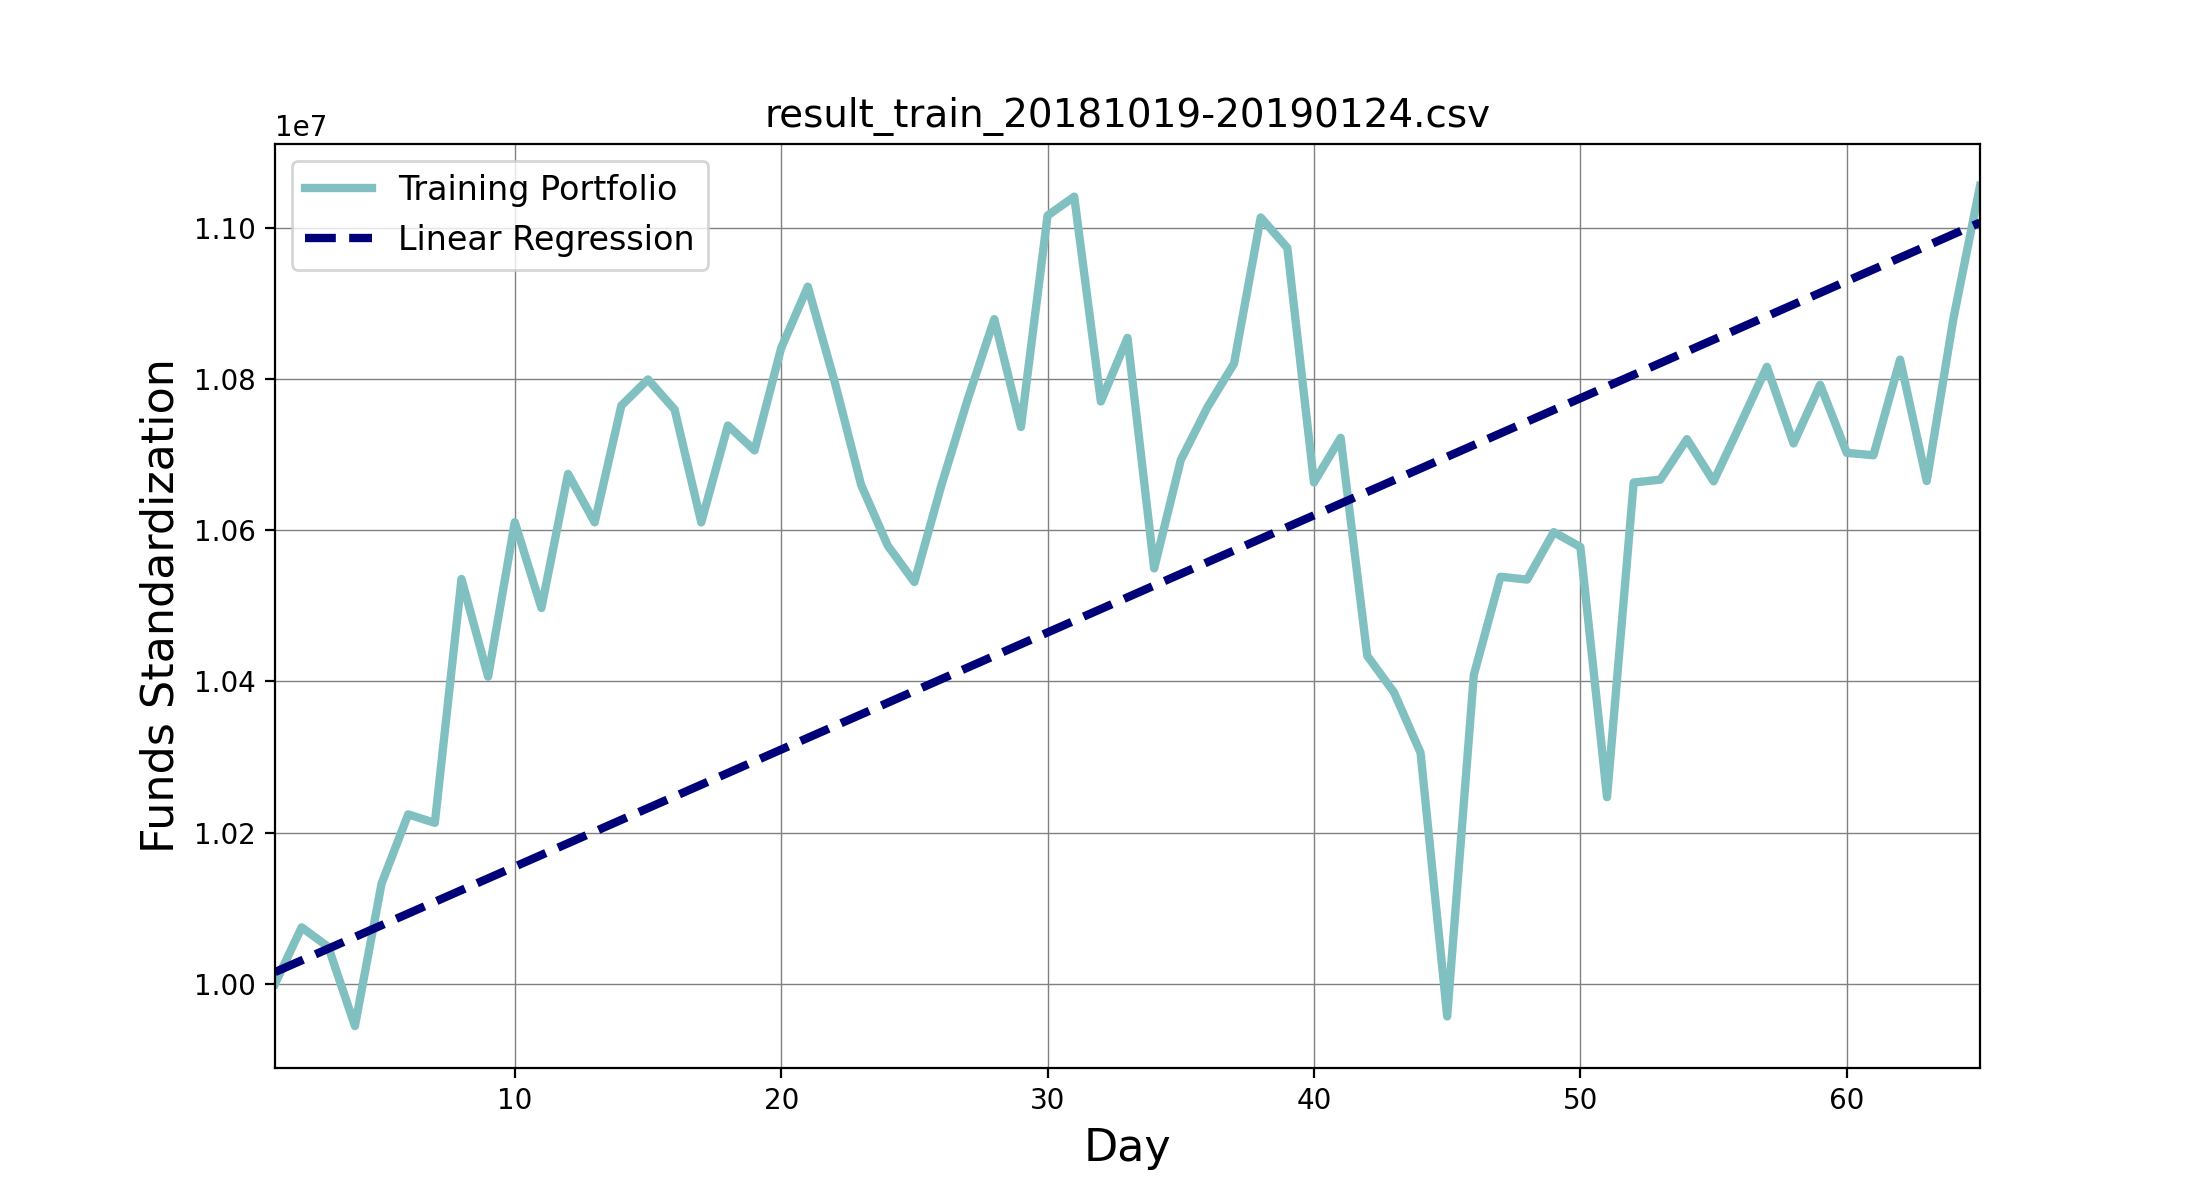 result_train_20181019-20190124.csv
1e7
Training Portfolio
Linear Regression
1.10
1.08
1.06
1.04
1.02
1.00
Funds Standardization
10 20 30 40 50 60
Day